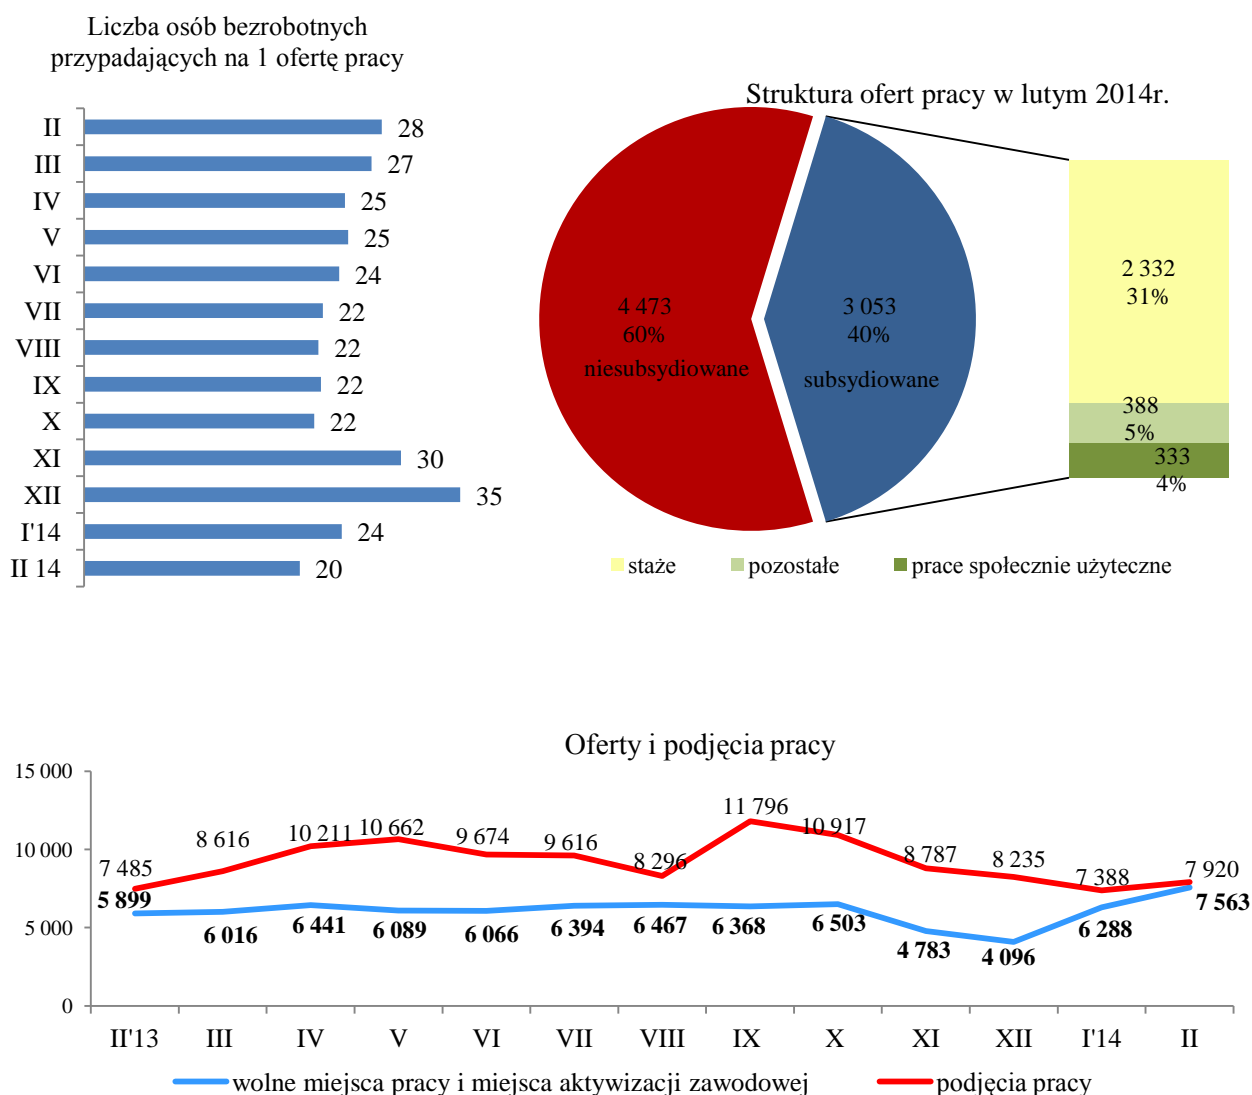 Liczba osób bezrobotnych
przypadających na 1 ofertę pracy
II 28
III 27
IV 25
V 25
VI 24
VII 22
VIII 22
IX 22
X 22
XI 30
XII 35
I'14 24
II 14 20
Struktura ofert pracy w lutym 2014r.
4 473
60%
niesubsydiowane
3 053
40%
subsydiowane
2 332
31%
388
5%
333
4%
staże pozostałe prace społecznie użyteczne
Oferty i podjęcia pracy
15 000
10 000
5 000
0
7 485 8 616 10 211 10 662 9 674 9 616 8 296 11 796 10 917 8 787 8 235 7 388 7 920
5 899 6 016 6 441 6 089 6 066 6 394 6 467 6 368 6 503 4 783 4 096 6 288 7 563
II'13 III IV V VI VII VIII IX X XI XII I'14 II
wolne miejsca pracy i miejsca aktywizacji zawodowej podjęcia pracy